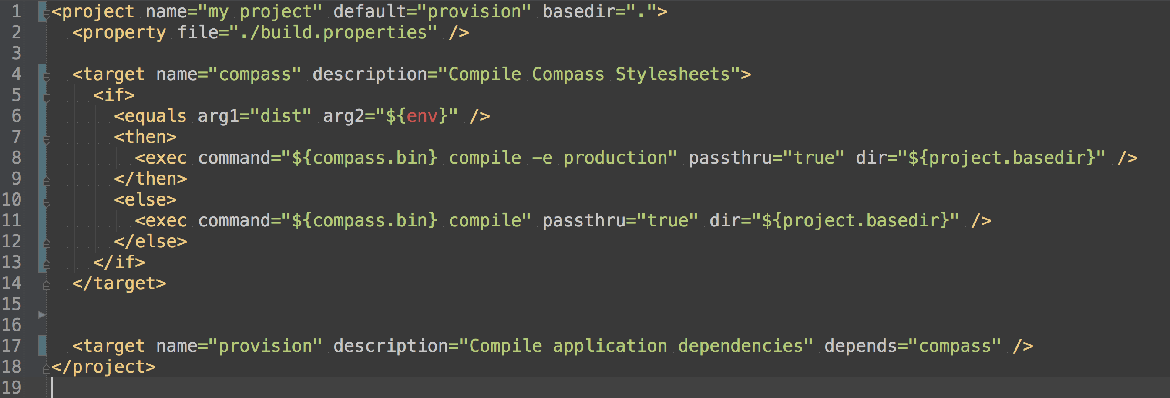 1 <project name="my project" default="provision" basedir=".">
2 <property file="./build.properties" />
3
4 <target name="compass" description="Compile Compass Stylesheets">
5 <if>
6 <equals arg1="dist" arg2="${env}" />
7 <then>
8 <exec command="${compass.bin} compile -e production" passthru="true" dir="${project.basedir}" />
9 </then>
10 <else>
11 <exec command="${compass.bin} compile" passthru="true" dir="${project.basedir}" />
12 </else>
13 </if>
14 </target>
15
16
17 <target name="provision" description="Compile application dependencies" depends="compass" />
18 </project>
19